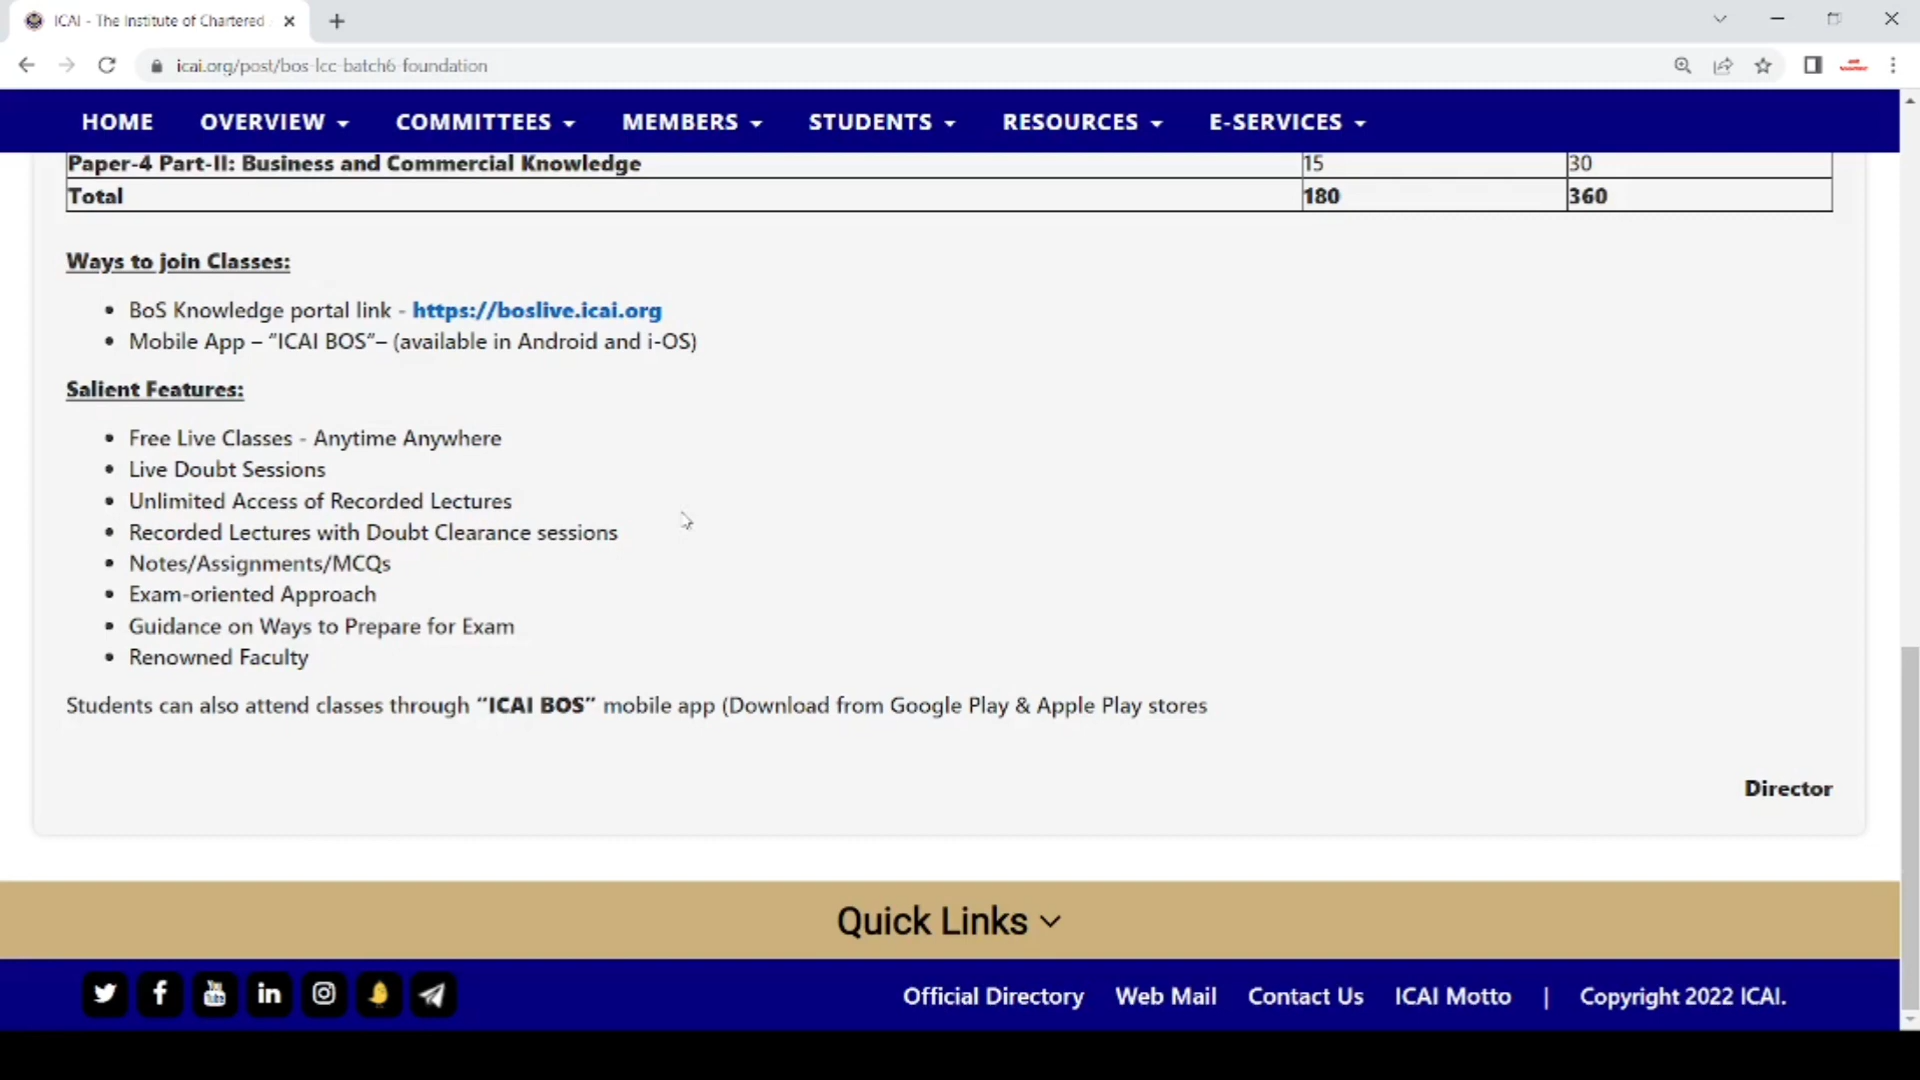 ICAI - The Institute of Chartered
icai.org/post/bos-lcc-batch6-foundation
HOME OVERVIEW COMMITTEES MEMBERS STUDENTS RESOURCES E-SERVICES
Paper-4 Part-II: Business and Commercial Knowledge 15 30
Total 180 360
Ways to join Classes:
• BoS Knowledge portal link - https://boslive.icai.org
• Mobile App – “ICAI BOS”– (available in Android and i-OS)
Salient Features:
• Free Live Classes - Anytime Anywhere
• Live Doubt Sessions
• Unlimited Access of Recorded Lectures
• Recorded Lectures with Doubt Clearance sessions
• Notes/Assignments/MCQs
• Exam-oriented Approach
• Guidance on Ways to Prepare for Exam
• Renowned Faculty
Students can also attend classes through “ICAI BOS” mobile app (Download from Google Play & Apple Play stores
Director
Quick Links
Official Directory Web Mail Contact Us ICAI Motto | Copyright 2022 ICAI.